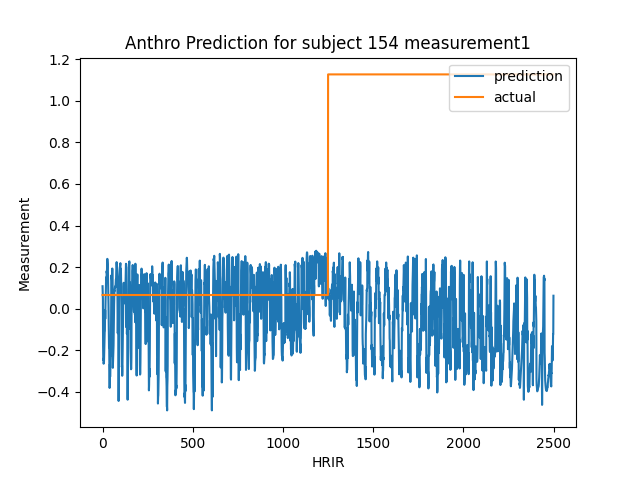 Anthro Prediction for subject 154 measurement1
1.2
1.0
0.8
0.6
0.4
0.2
0.0
−0.2
−0.4
Measurement
prediction
actual
0 500 1000 1500 2000 2500
HRIR